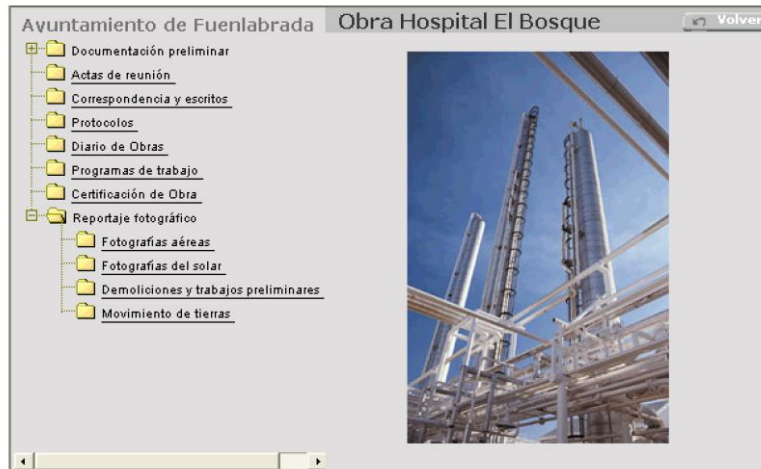 Ayuntamiento de Fuenlabrada
Obra Hospital El Bosque
Volver
Documentación preliminar
Actas de reunión
Correspondencia y escritos
Protocolos
Diario de Obras
Programas de trabajo
Certificación de Obra
Reportaje fotográfico
Fotografías aéreas
Fotografías del solar
Demoliciones y trabajos preliminares
Movimiento de tierras